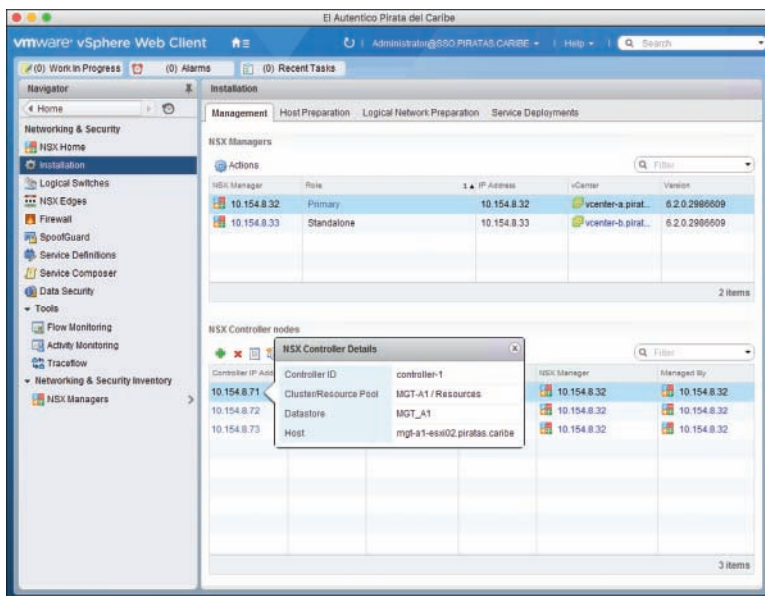 El Autentico Pirata del Caribe
vmware® vSphere Web Client
Administrator@SSO.PIRATAS.CARIBE
Help
Search
(0) Work In Progress
(0) Alarms
(0) Recent Tasks
Navigator
Home
Networking & Security
NSX Home
Installation
Logical Switches
NSX Edges
Firewall
SpoofGuard
Service Definitions
Service Composer
Data Security
Tools
Flow Monitoring
Activity Monitoring
Traceflow
Networking & Security Inventory
NSX Managers
Installation
Management Host Preparation Logical Network Preparation Service Deployments
NSX Managers
Actions
Filter
NSX Manager Role 1 IP Address vCenter Version
10.154.8.32 Primary 10.154.8.32 vcenter-a.pirat... 6.2.0.2986609
10.154.8.33 Standalone 10.154.8.33 vcenter-b.pirat... 6.2.0.2986609
2 items
NSX Controller nodes
Filter
Controller IP Add NSX Manager Managed By
10.154.8.71 10.154.8.32 10.154.8.32
10.154.8.72 10.154.8.32 10.154.8.32
10.154.8.73 10.154.8.32 10.154.8.32
NSX Controller Details
Controller ID controller-1
Cluster/Resource Pool MGT-A1 / Resources
Datastore MGT_A1
Host mgt-a1-esxi02.piratas.caribe
3 items